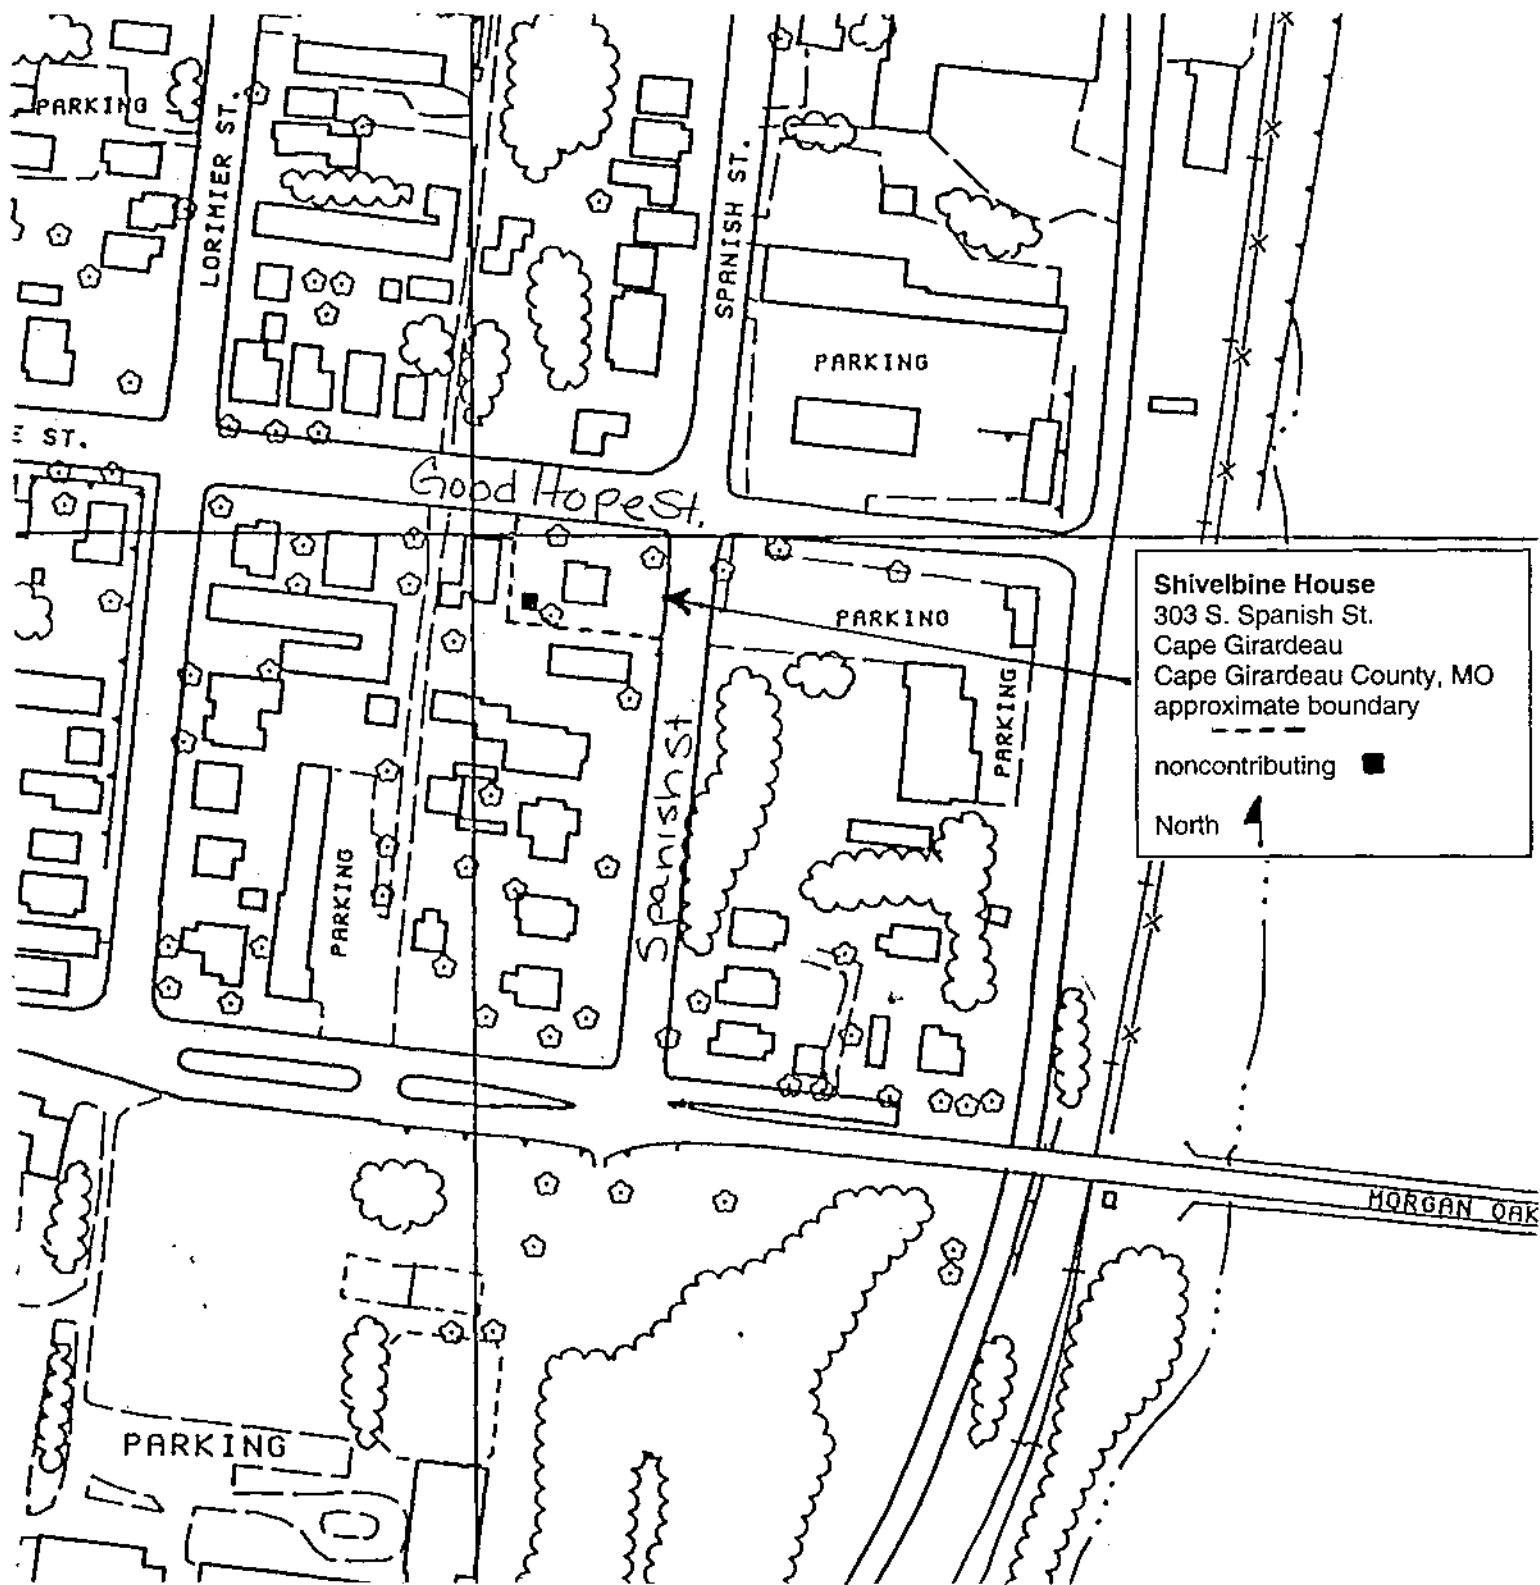 PARKING
LORIMIER ST.
SPANISH ST.
PARKING
E ST.
Good Hope St.
PARKING
Shivelbine House
303 S. Spanish St.
Cape Girardeau
Cape Girardeau County, MO
approximate boundary
noncontributing
North
PARKING
Spanish St
PARKING
MORGAN OAK
PARKING